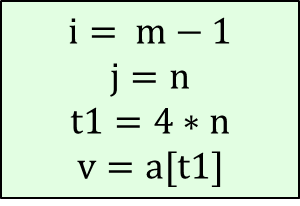 i = m − 1
j = n
t1 = 4 ∗ n
v = a[t1]